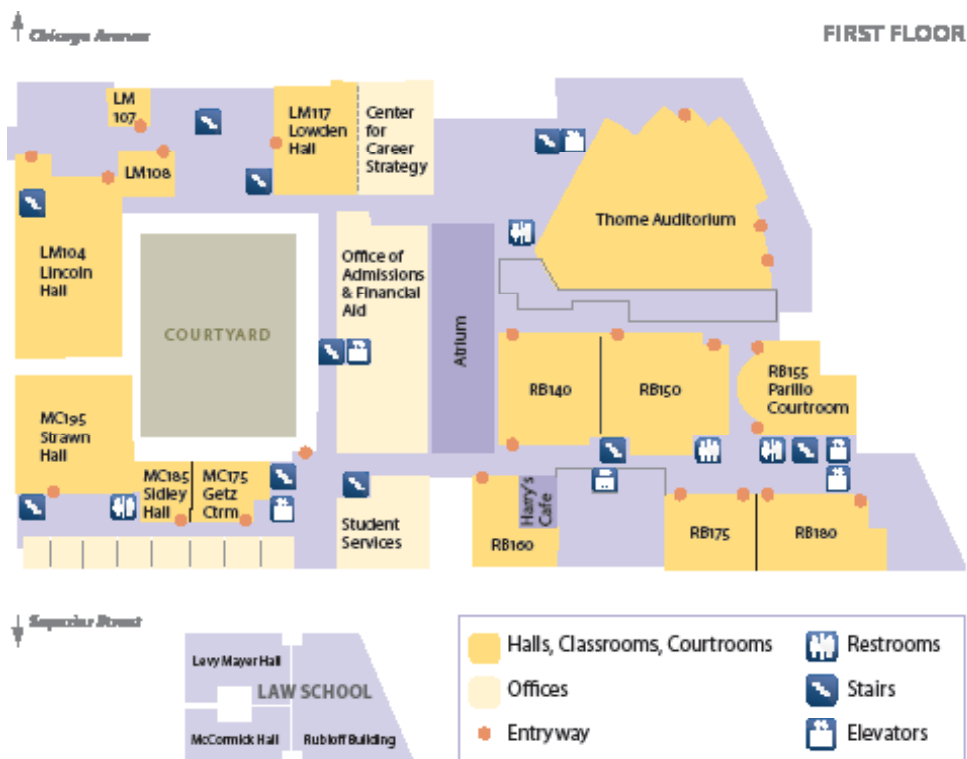 Chicago Avenue
FIRST FLOOR
LM
107
LM117
Lowden
Hall
Center
for
Career
Strategy
LM108
LM104
Lincoln
Hall
Thorne Auditorium
Office of
Admissions
& Financial
Aid
COURTYARD
Atrium
RB140
RB150
RB155
Parillo
Courtroom
MC195
Strawn
Hall
MC185
Sidley
Hall
MC175
Getz
Ctrm
Student
Services
Harry's
Cafe
RB160
RB175
RB180
Superior Street
Levy Mayer Hall
LAW SCHOOL
McCormick Hall
Rubloff Building
Halls, Classrooms, Courtrooms
Offices
Entryway
Restrooms
Stairs
Elevators